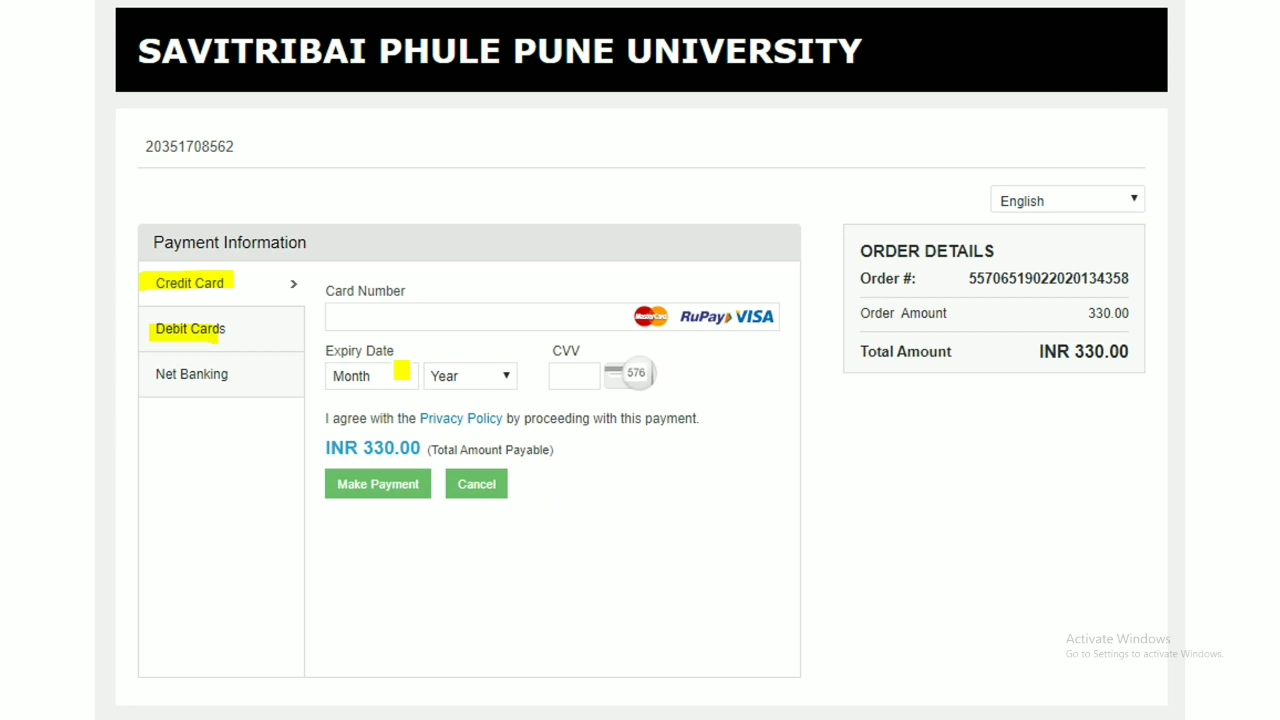 SAVITRIBAI PHULE PUNE UNIVERSITY
20351708562
English
Payment Information
Credit Card
Debit Cards
Net Banking
Card Number
MasterCard RuPay VISA
Expiry Date CVV
Month Year 576
I agree with the Privacy Policy by proceeding with this payment.
INR 330.00 (Total Amount Payable)
Make Payment Cancel
ORDER DETAILS
Order #: 55706519022020134358
Order Amount 330.00
Total Amount INR 330.00
Activate Windows
Go to Settings to activate Windows.